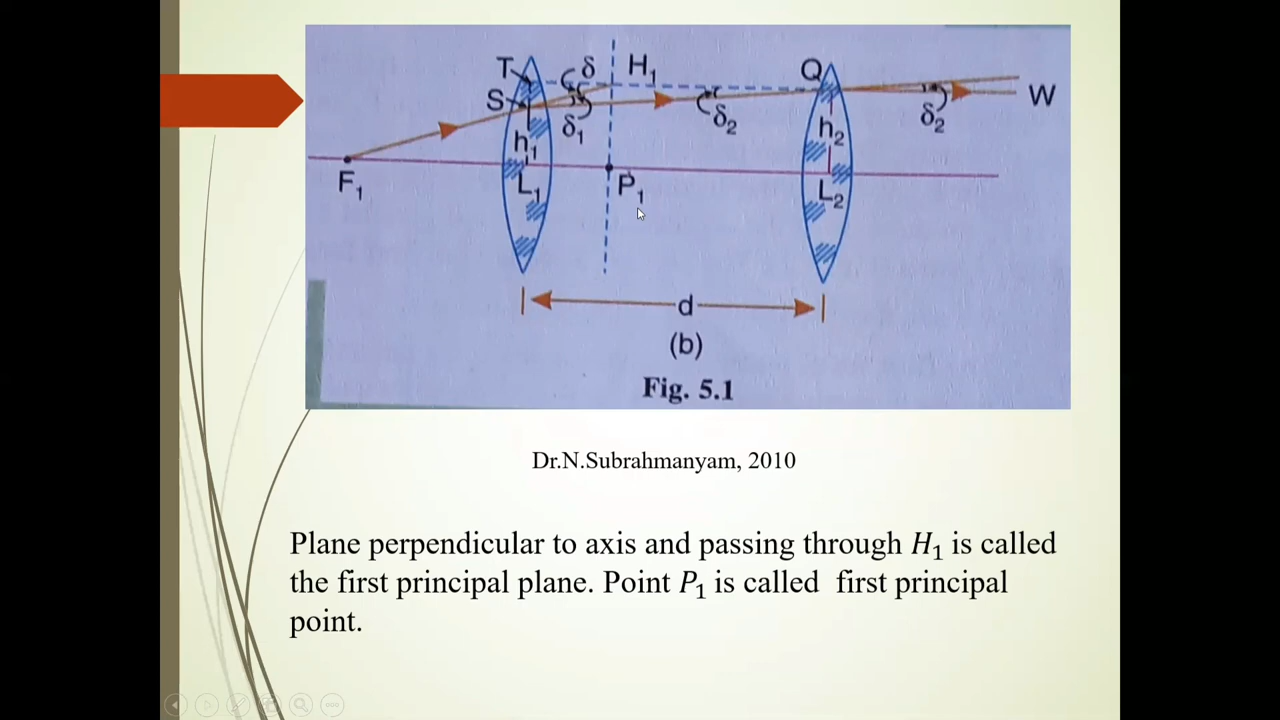 T δ H₁ Q
S W
δ₁ δ₂ δ₂
h₁ h₂
F₁ L₁ P₁ L₂
d
(b)
Fig. 5.1
Dr.N.Subrahmanyam, 2010
Plane perpendicular to axis and passing through H₁ is called
the first principal plane. Point P₁ is called first principal
point.